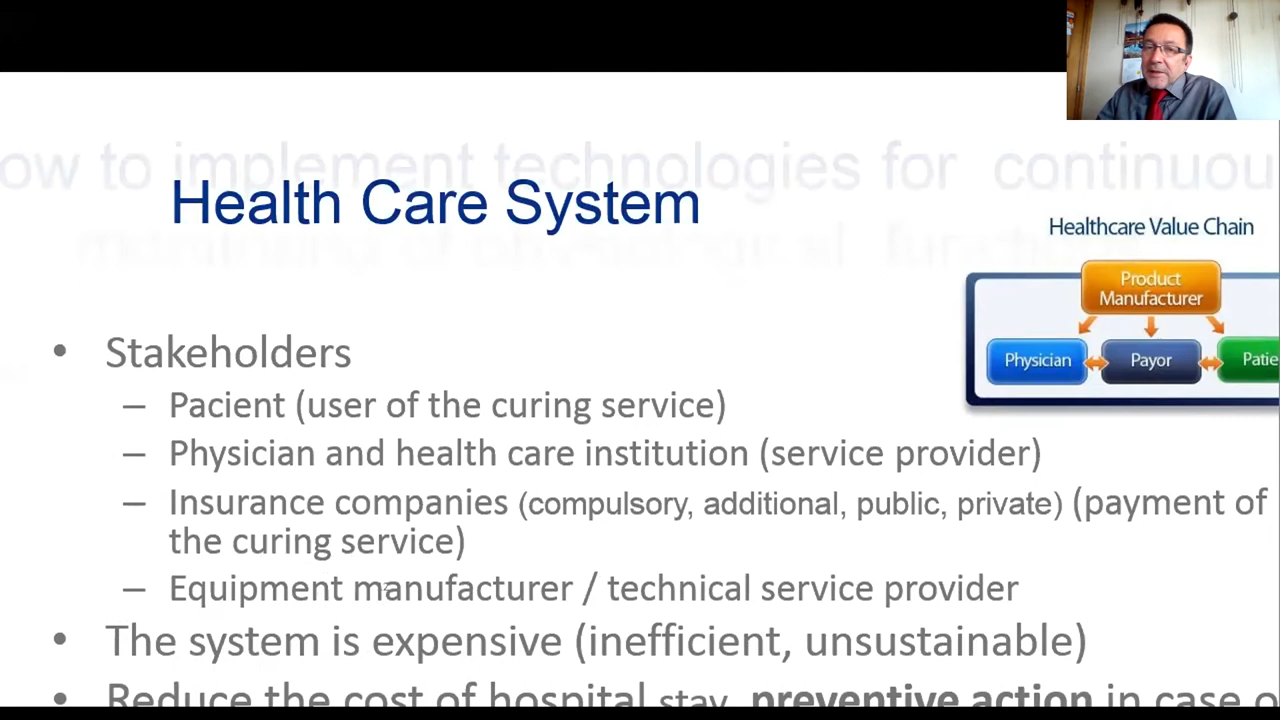 ow to implement technologies for continuou
Health Care System
Healthcare Value Chain
Product
Manufacturer
Physician
Payor
Patie
• Stakeholders
– Pacient (user of the curing service)
– Physician and health care institution (service provider)
– Insurance companies (compulsory, additional, public, private) (payment of
the curing service)
– Equipment manufacturer / technical service provider
• The system is expensive (inefficient, unsustainable)
• Reduce the cost of hospital stay, preventive action in case o